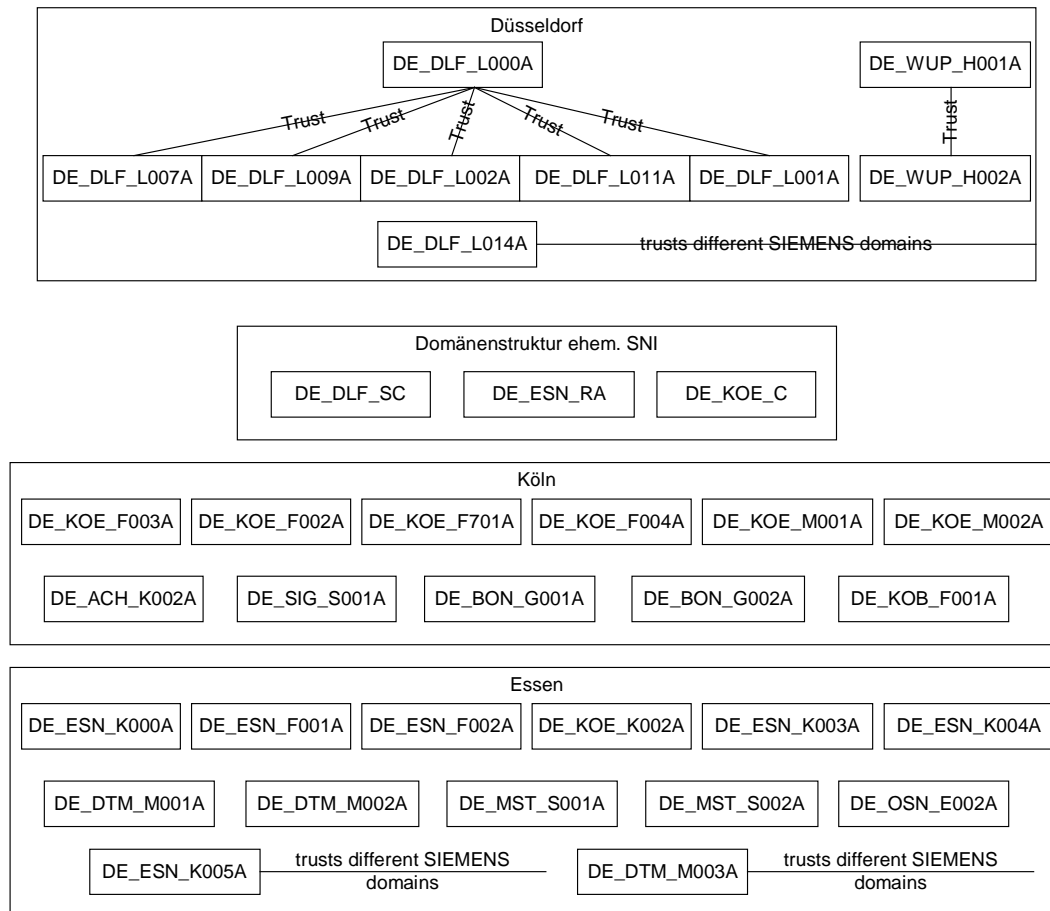 Düsseldorf
DE_DLF_L000A
DE_WUP_H001A
Trust
Trust
Trust
Trust
Trust
Trust
DE_DLF_L007A
DE_DLF_L009A
DE_DLF_L002A
DE_DLF_L011A
DE_DLF_L001A
DE_WUP_H002A
DE_DLF_L014A
trusts different SIEMENS domains
Domänenstruktur ehem. SNI
DE_DLF_SC
DE_ESN_RA
DE_KOE_C
Köln
DE_KOE_F003A
DE_KOE_F002A
DE_KOE_F701A
DE_KOE_F004A
DE_KOE_M001A
DE_KOE_M002A
DE_ACH_K002A
DE_SIG_S001A
DE_BON_G001A
DE_BON_G002A
DE_KOB_F001A
Essen
DE_ESN_K000A
DE_ESN_F001A
DE_ESN_F002A
DE_KOE_K002A
DE_ESN_K003A
DE_ESN_K004A
DE_DTM_M001A
DE_DTM_M002A
DE_MST_S001A
DE_MST_S002A
DE_OSN_E002A
DE_ESN_K005A
trusts different SIEMENS
domains
DE_DTM_M003A
trusts different SIEMENS
domains